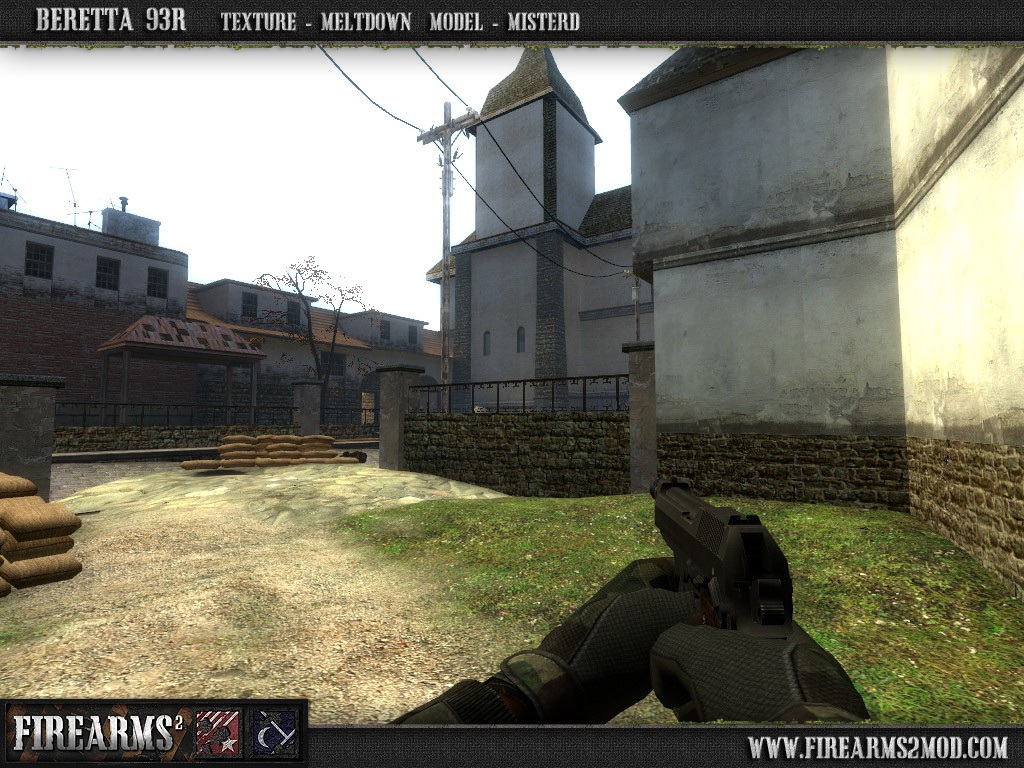 BERETTA 93R TEXTURE - MELTDOWN MODEL - MISTERD
FIREARMS²
WWW.FIREARMS2MOD.COM